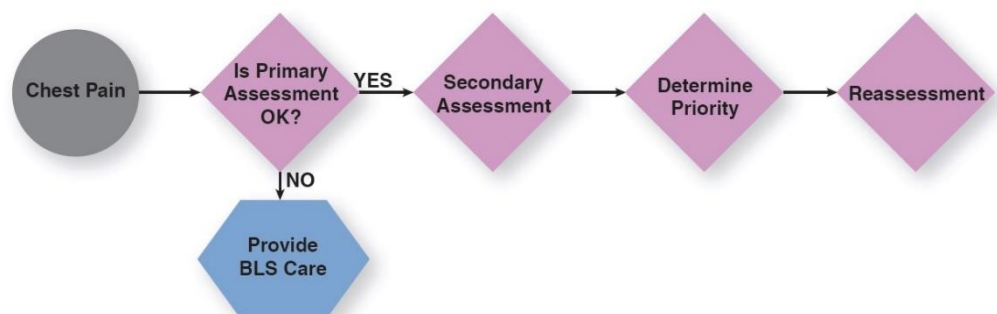 Chest Pain
Is Primary
Assessment
OK?
YES
Secondary
Assessment
Determine
Priority
Reassessment
NO
Provide
BLS Care